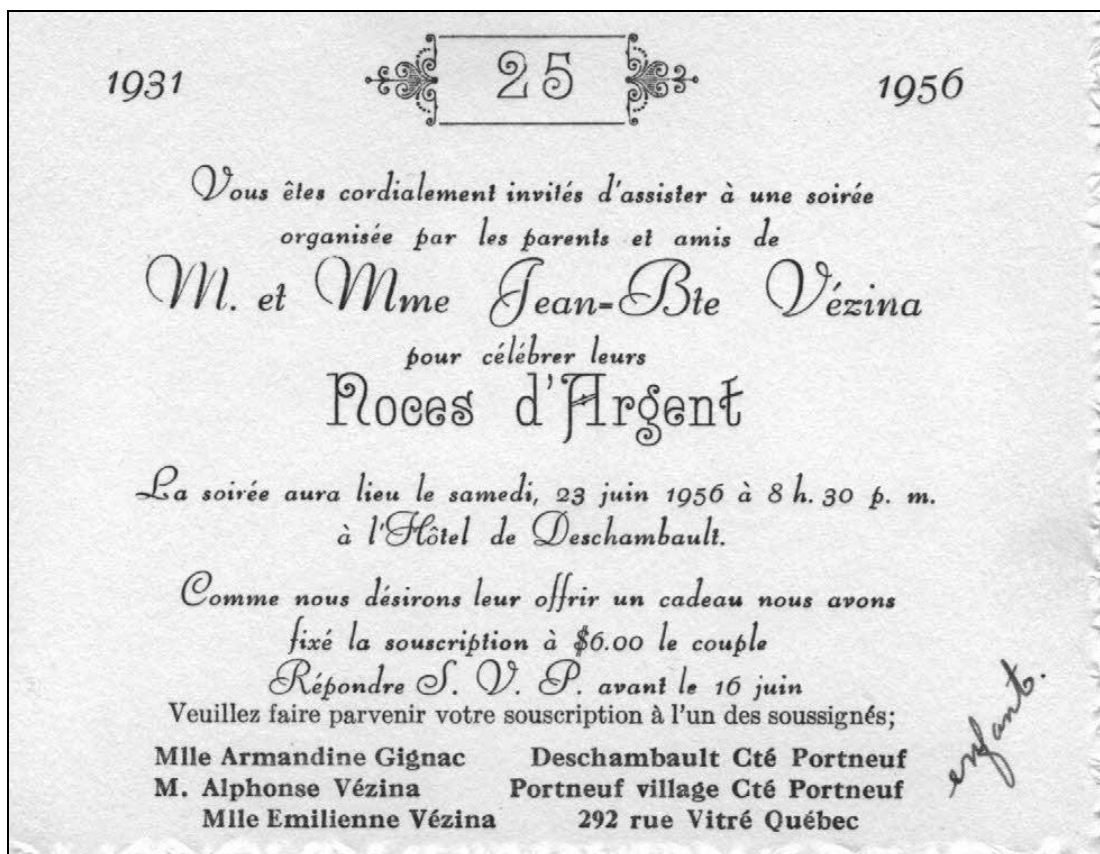 1931 25 1956
Vous êtes cordialement invités d'assister à une soirée
organisée par les parents et amis de
M. et Mme Jean-Bte Vézina
pour célébrer leurs
Noces d'Argent
La soirée aura lieu le samedi, 23 juin 1956 à 8 h. 30 p. m.
à l'Hôtel de Deschambault.
Comme nous désirons leur offrir un cadeau nous avons
fixé la souscription à $6.00 le couple
Répondre S. V. P. avant le 16 juin
Veuillez faire parvenir votre souscription à l'un des soussignés;
Mlle Armandine Gignac Deschambault Cté Portneuf
M. Alphonse Vézina Portneuf village Cté Portneuf
Mlle Emilienne Vézina 292 rue Vitré Québec
enfant.